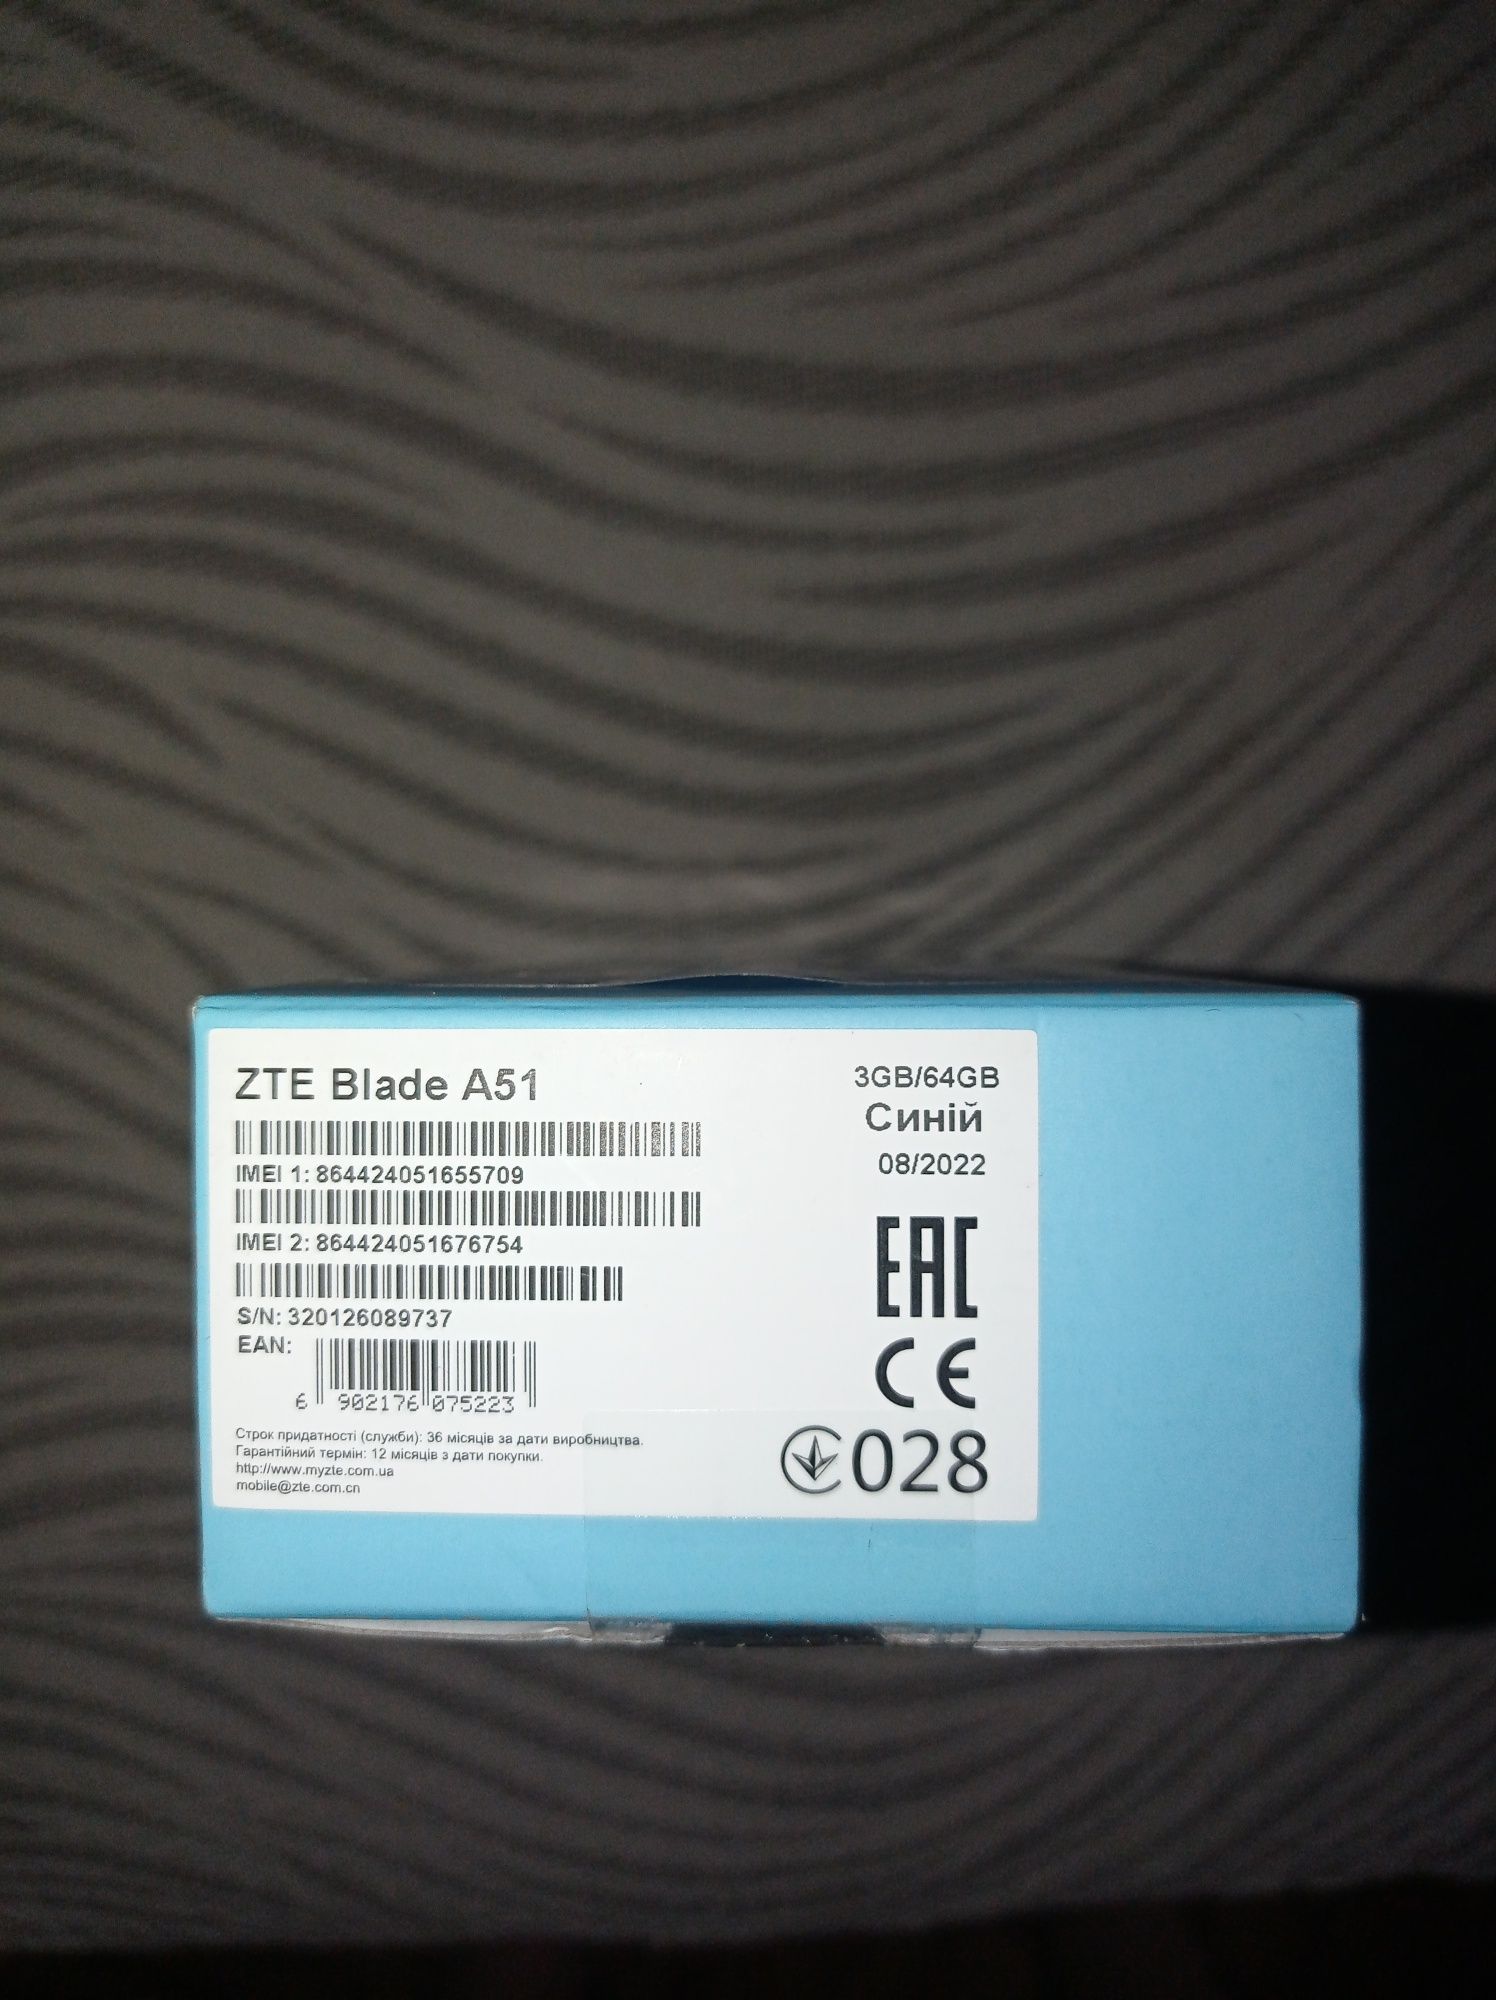 ZTE Blade A51
3GB/64GB
Синій
08/2022
IMEI 1: 864424051655709
IMEI 2: 864424051676754
S/N: 320126089737
EAN:
6 902176 075223
EAC
CE
028
Строк придатності (служби): 36 місяців за дати виробництва.
Гарантійний термін: 12 місяців з дати покупки.
http://www.myzte.com.ua
mobile@zte.com.cn